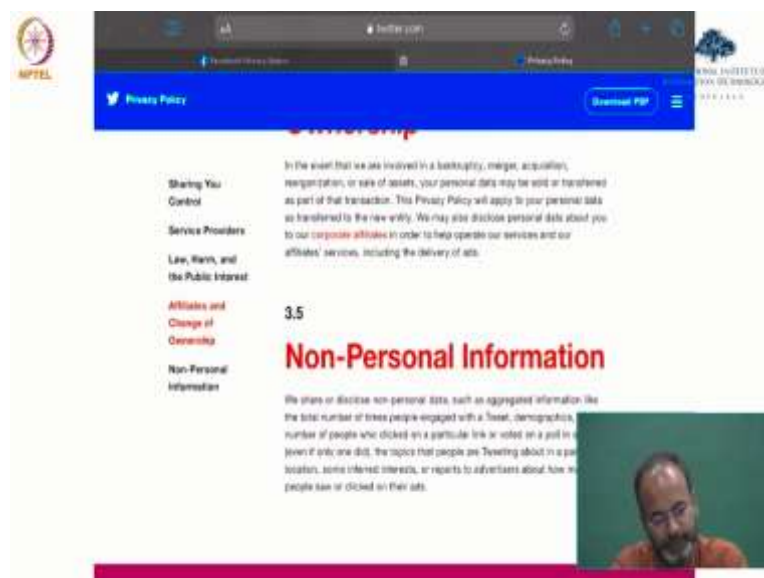 NPTEL
AA
twitter.com
Privacy Policy
Privacy Policy
Download PDF
Ownership
In the event that we are involved in a bankruptcy, merger, acquisition,
reorganization, or sale of assets, your personal data may be sold or transferred
as part of that transaction. This Privacy Policy will apply to your personal data
as transferred to the new entity. We may also disclose personal data about you
to our corporate affiliates in order to help operate our services and our
affiliates' services, including the delivery of ads.
Sharing You
Control
Service Providers
Law, Harm, and
the Public Interest
Affiliates and
Change of
Ownership
Non-Personal
Information
3.5
Non-Personal Information
We share or disclose non-personal data, such as aggregated information like
the total number of times people engaged with a Tweet, demographics,
number of people who clicked on a particular link or voted on a poll in
(even if only one did), the topics that people are Tweeting about in a
location, some inferred interests, or reports to advertisers about how
people saw or clicked on their ads.